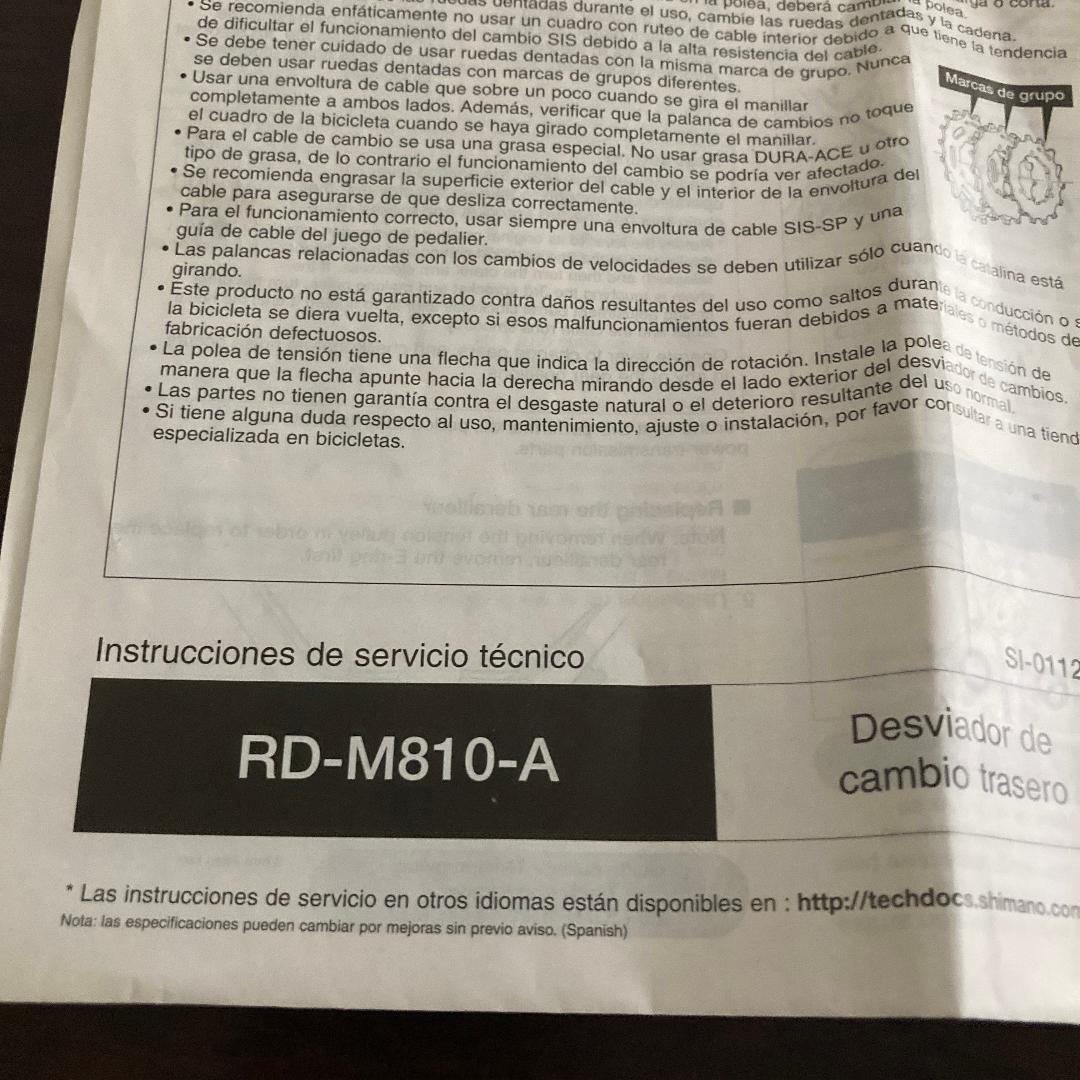 dentadas durante el uso, cambie las ruedas dentadas y la cadena.
la polea, deberá
polea.
• Se recomienda enfáticamente no usar un cuadro con ruteo de cable interior debido a que tiene la tendencia
de dificultar el funcionamiento del cambio SIS debido a la alta resistencia del cable.
• Se debe tener cuidado de usar ruedas dentadas con la misma marca de grupo. Nunca
se deben usar ruedas dentadas con marcas de grupos diferentes.
• Usar una envoltura de cable que sobre un poco cuando se gira el manillar
completamente a ambos lados. Además, verificar que la palanca de cambios no toque
el cuadro de la bicicleta cuando se haya girado completamente el manillar.
• Para el cable de cambio se usa una grasa especial. No usar grasa DURA-ACE u otro
tipo de grasa, de lo contrario el funcionamiento del cambio se podría ver afectado.
• Se recomienda engrasar la superficie exterior del cable y el interior de la envoltura del
cable para asegurarse de que desliza correctamente.
• Para el funcionamiento correcto, usar siempre una envoltura de cable SIS-SP y una
guía de cable del juego de pedalier.
• Las palancas relacionadas con los cambios de velocidades se deben utilizar sólo cuando la catalina está
girando.
• Este producto no está garantizado contra daños resultantes del uso como saltos durante la conducción o s
la bicicleta se diera vuelta, excepto si esos malfuncionamientos fueran debidos a materiales o métodos de
fabricación defectuosos.
• La polea de tensión tiene una flecha que indica la dirección de rotación. Instale la polea de tensión de
manera que la flecha apunte hacia la derecha mirando desde el lado exterior del desviador de cambios.
• Las partes no tienen garantía contra el desgaste natural o el deterioro resultante del uso normal.
• Si tiene alguna duda respecto al uso, mantenimiento, ajuste o instalación, por favor consultar a una tiend
especializada en bicicletas.
Marcas de grupo
Instrucciones de servicio técnico
SI-0112
RD-M810-A
Desviador de
cambio trasero
* Las instrucciones de servicio en otros idiomas están disponibles en : http://techdocs.shimano.com
Nota: las especificaciones pueden cambiar por mejoras sin previo aviso. (Spanish)